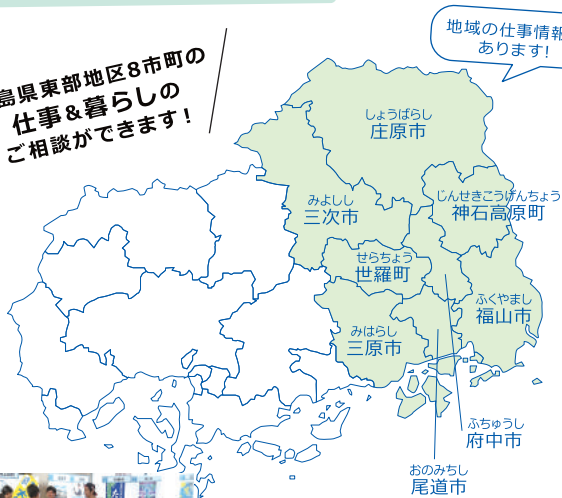 島県東部地区8市町の
仕事&暮らしの
ご相談ができます！
地域の仕事情報
あります！
しょうばらし
庄原市
みよしし
三次市
じんせきこうげんちょう
神石高原町
せらちょう
世羅町
ふくやまし
福山市
みはらし
三原市
ふちゅうし
府中市
おのみちし
尾道市